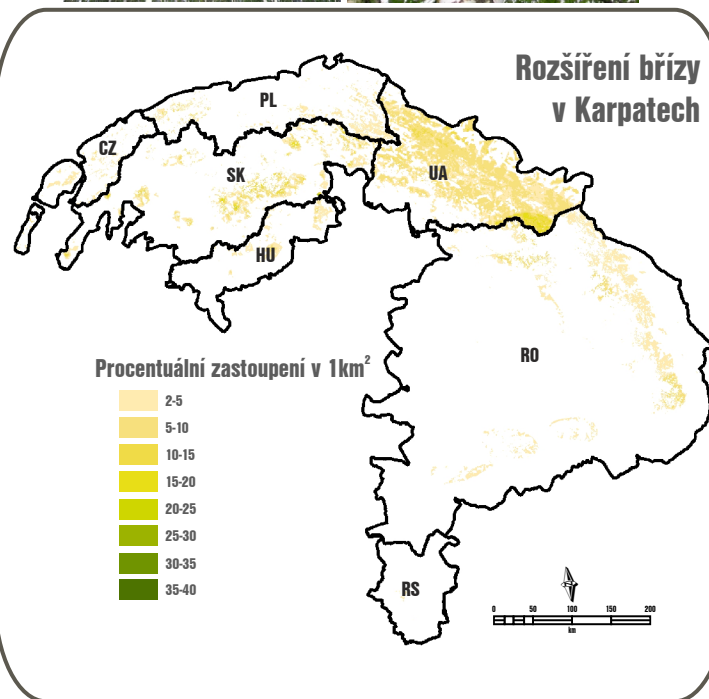 Rozšíření břízy
v Karpatech
PL
CZ
SK
UA
HU
RO
RS
Procentuální zastoupení v 1km²
2-5
5-10
10-15
15-20
20-25
25-30
30-35
35-40
0 50 100 150 200
km